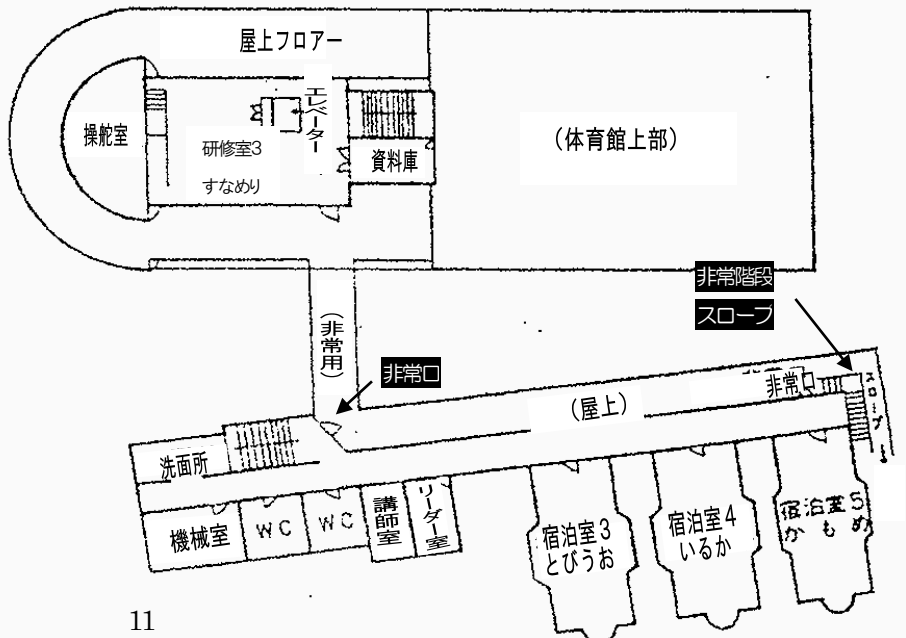 屋上フロアー
操舵室
エレベーター
研修室3
すなめり
資料庫
(体育館上部)
非常階段
スロープ
(非常用)
非常口
(屋上)
非常口
スロープ
洗面所
機械室
WC
WC
講師室
リーダー室
宿泊室3
とびうお
宿泊室4
いるか
宿泊室5
かもめ
11